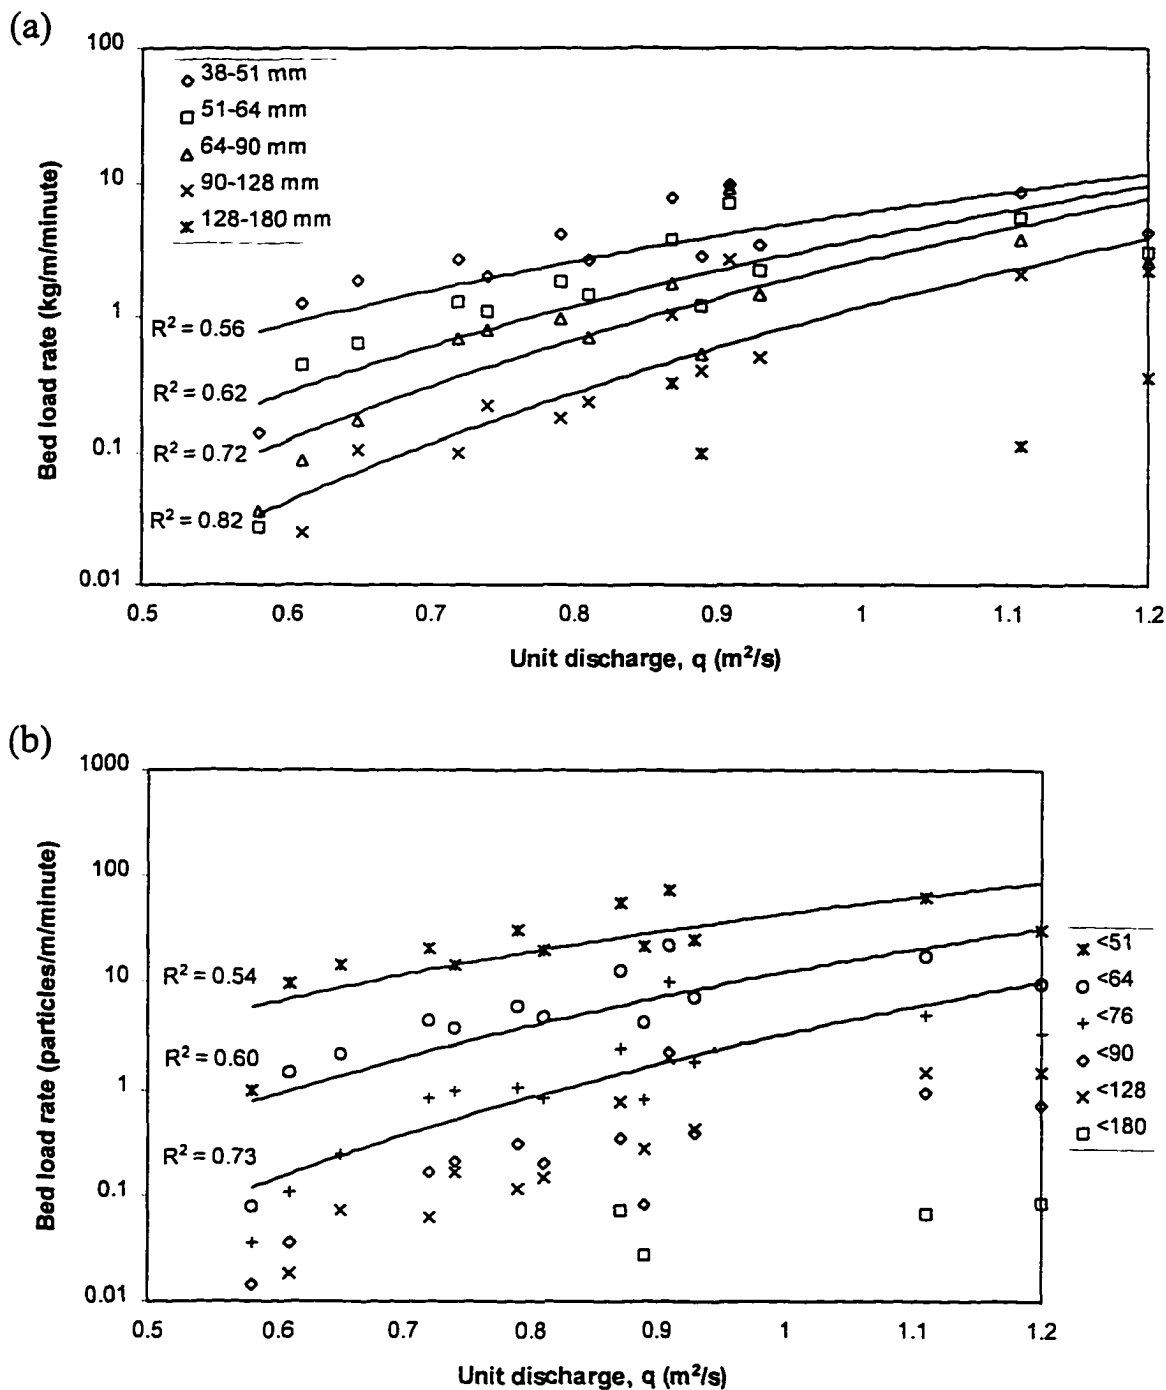 (a)
100
10
1
0.1
0.01
Bed load rate (kg/m/minute)
38-51 mm
51-64 mm
64-90 mm
90-128 mm
128-180 mm
R² = 0.56
R² = 0.62
R² = 0.72
R² = 0.82
0.5 0.6 0.7 0.8 0.9 1 1.1 1.2
Unit discharge, q (m²/s)
(b)
1000
100
10
1
0.1
0.01
Bed load rate (particles/m/minute)
R² = 0.54
R² = 0.60
R² = 0.73
<51
<64
<76
<90
<128
<180
0.5 0.6 0.7 0.8 0.9 1 1.1 1.2
Unit discharge, q (m²/s)